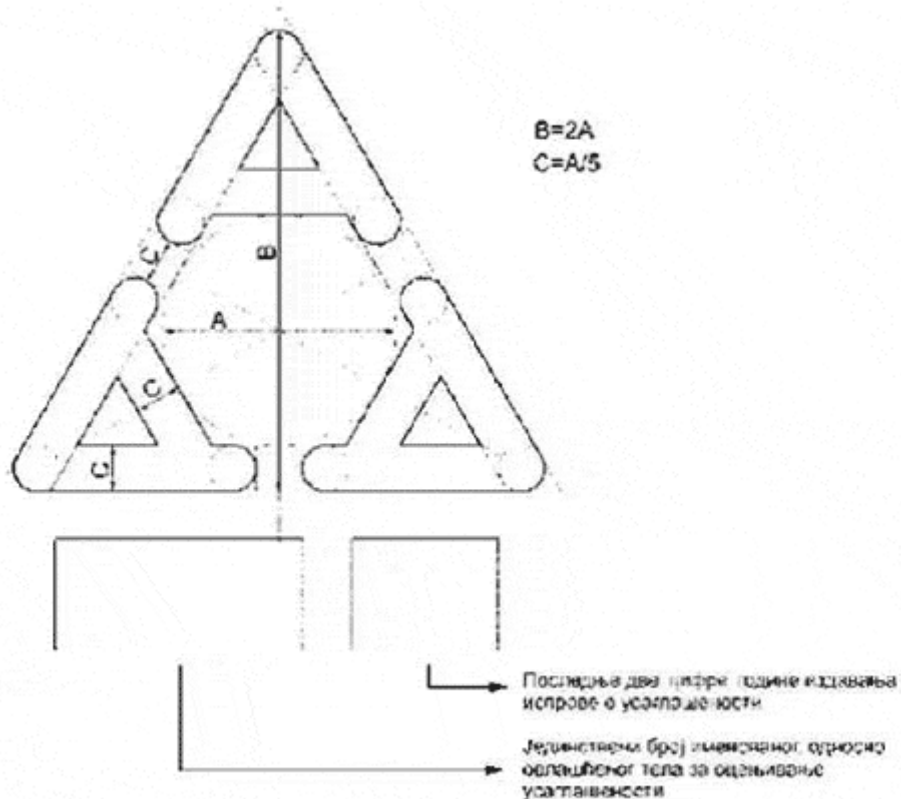 B=2A
C=A/5
C
B
A
C
C
Последње две цифре године издавања
исправе о усаглашености
Јединствени број именованог, односно
овлашћеног тела за оцењивање
усаглашености